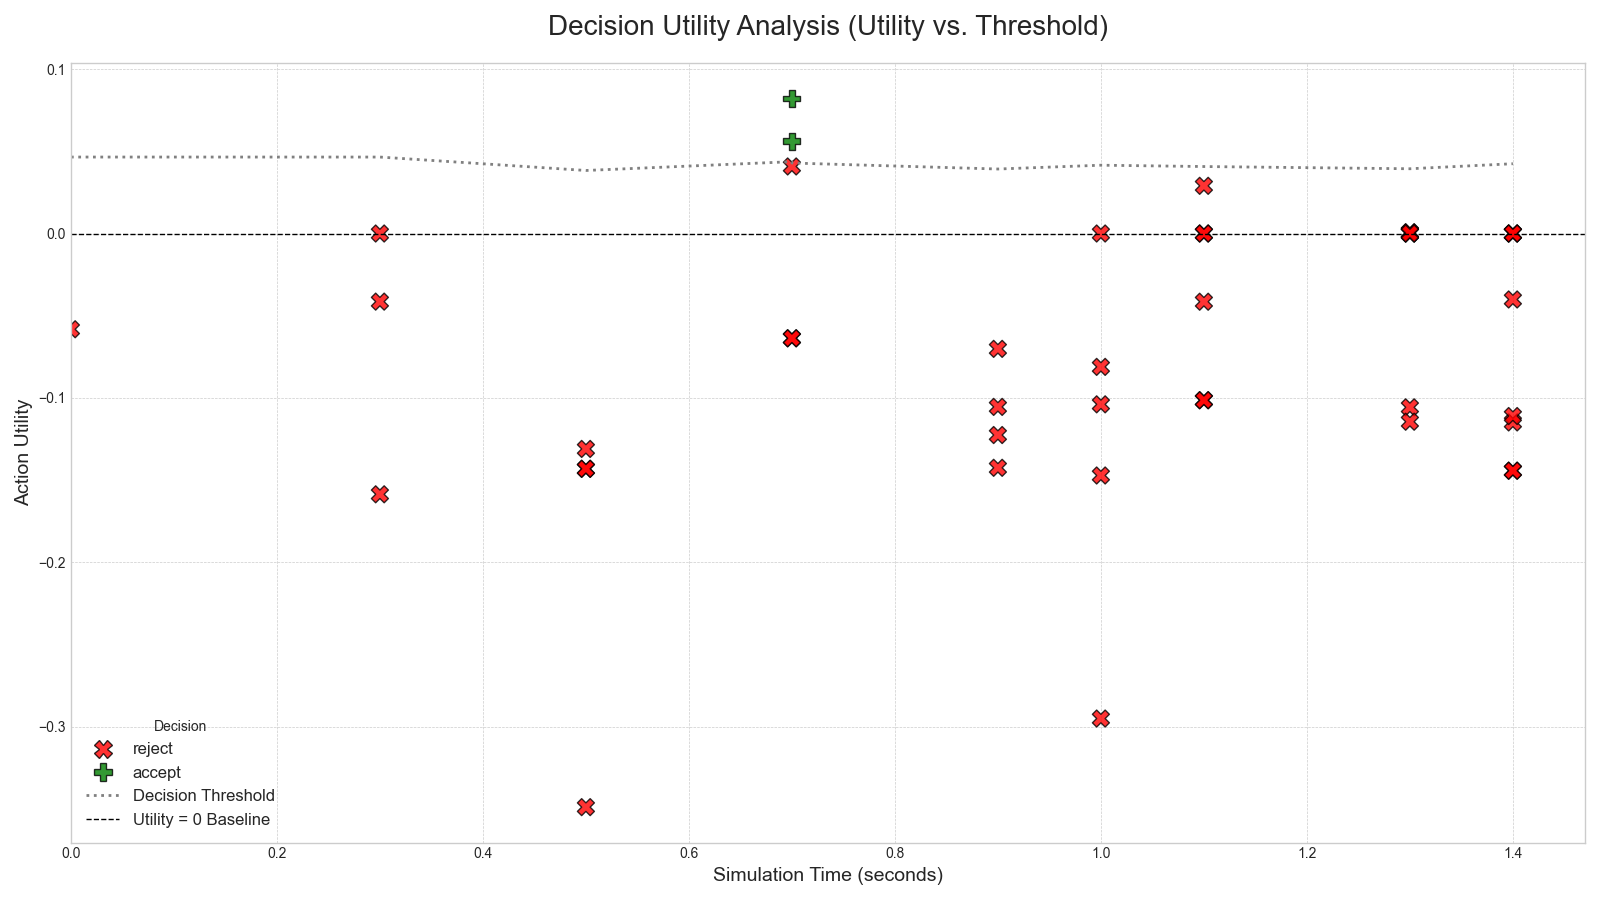 Decision Utility Analysis (Utility vs. Threshold)
Action Utility
0.1
0.0
−0.1
−0.2
−0.3
Decision
reject
accept
Decision Threshold
Utility = 0 Baseline
0.0 0.2 0.4 0.6 0.8 1.0 1.2 1.4
Simulation Time (seconds)